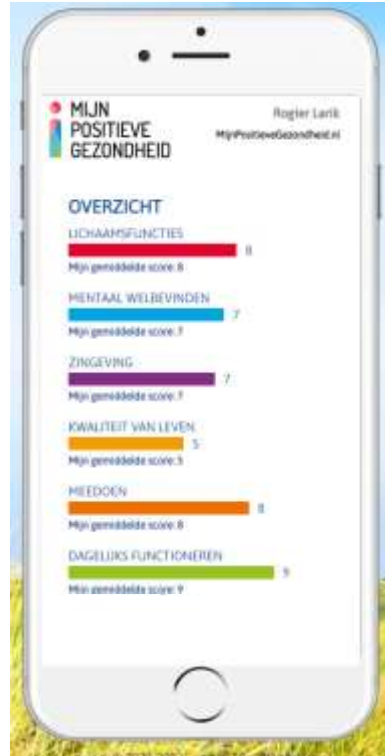 MIJN
POSITIEVE
GEZONDHEID
Rogier Larik
MijnPositieveGezondheid.nl
OVERZICHT
LICHAAMSFUNCTIES
8
Mijn gemiddelde score: 8
MENTAAL WELBEVINDEN
7
Mijn gemiddelde score: 7
ZINGEVING
7
Mijn gemiddelde score: 7
KWALITEIT VAN LEVEN
5
Mijn gemiddelde score: 5
MEEDOEN
8
Mijn gemiddelde score: 8
DAGELIJKS FUNCTIONEREN
9
Mijn gemiddelde score: 9